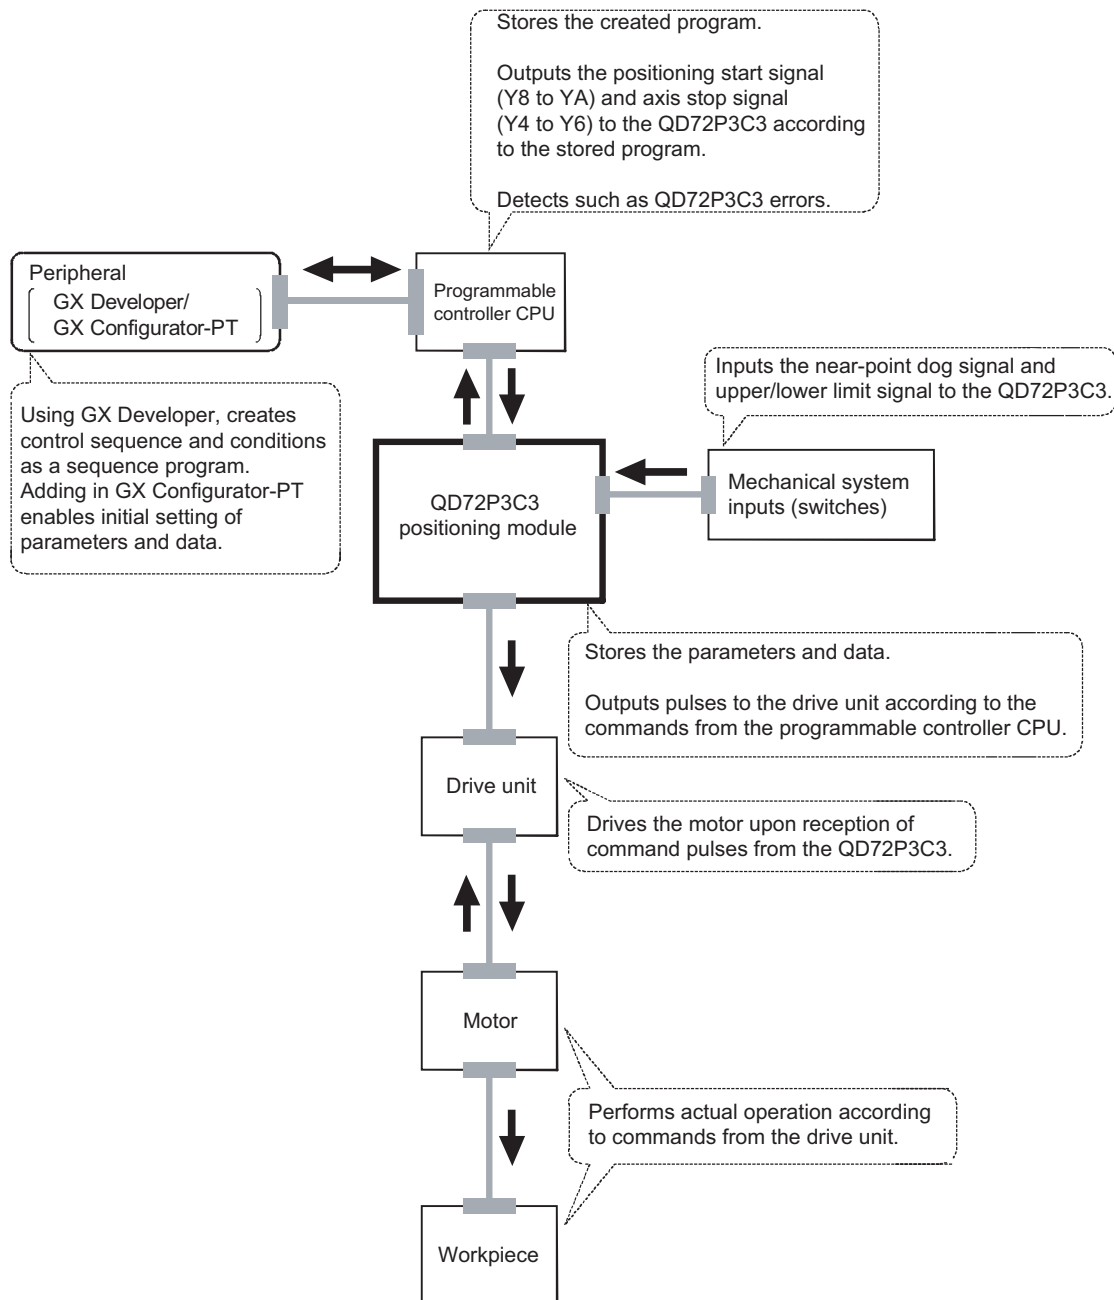 Stores the created program.
Outputs the positioning start signal
(Y8 to YA) and axis stop signal
(Y4 to Y6) to the QD72P3C3 according
to the stored program.
Detects such as QD72P3C3 errors.
Peripheral
GX Developer/
GX Configurator-PT
Programmable
controller CPU
Using GX Developer, creates
control sequence and conditions
as a sequence program.
Adding in GX Configurator-PT
enables initial setting of
parameters and data.
Inputs the near-point dog signal and
upper/lower limit signal to the QD72P3C3.
QD72P3C3
positioning module
Mechanical system
inputs (switches)
Stores the parameters and data.
Outputs pulses to the drive unit according to the
commands from the programmable controller CPU.
Drive unit
Drives the motor upon reception of
command pulses from the QD72P3C3.
Motor
Performs actual operation according
to commands from the drive unit.
Workpiece